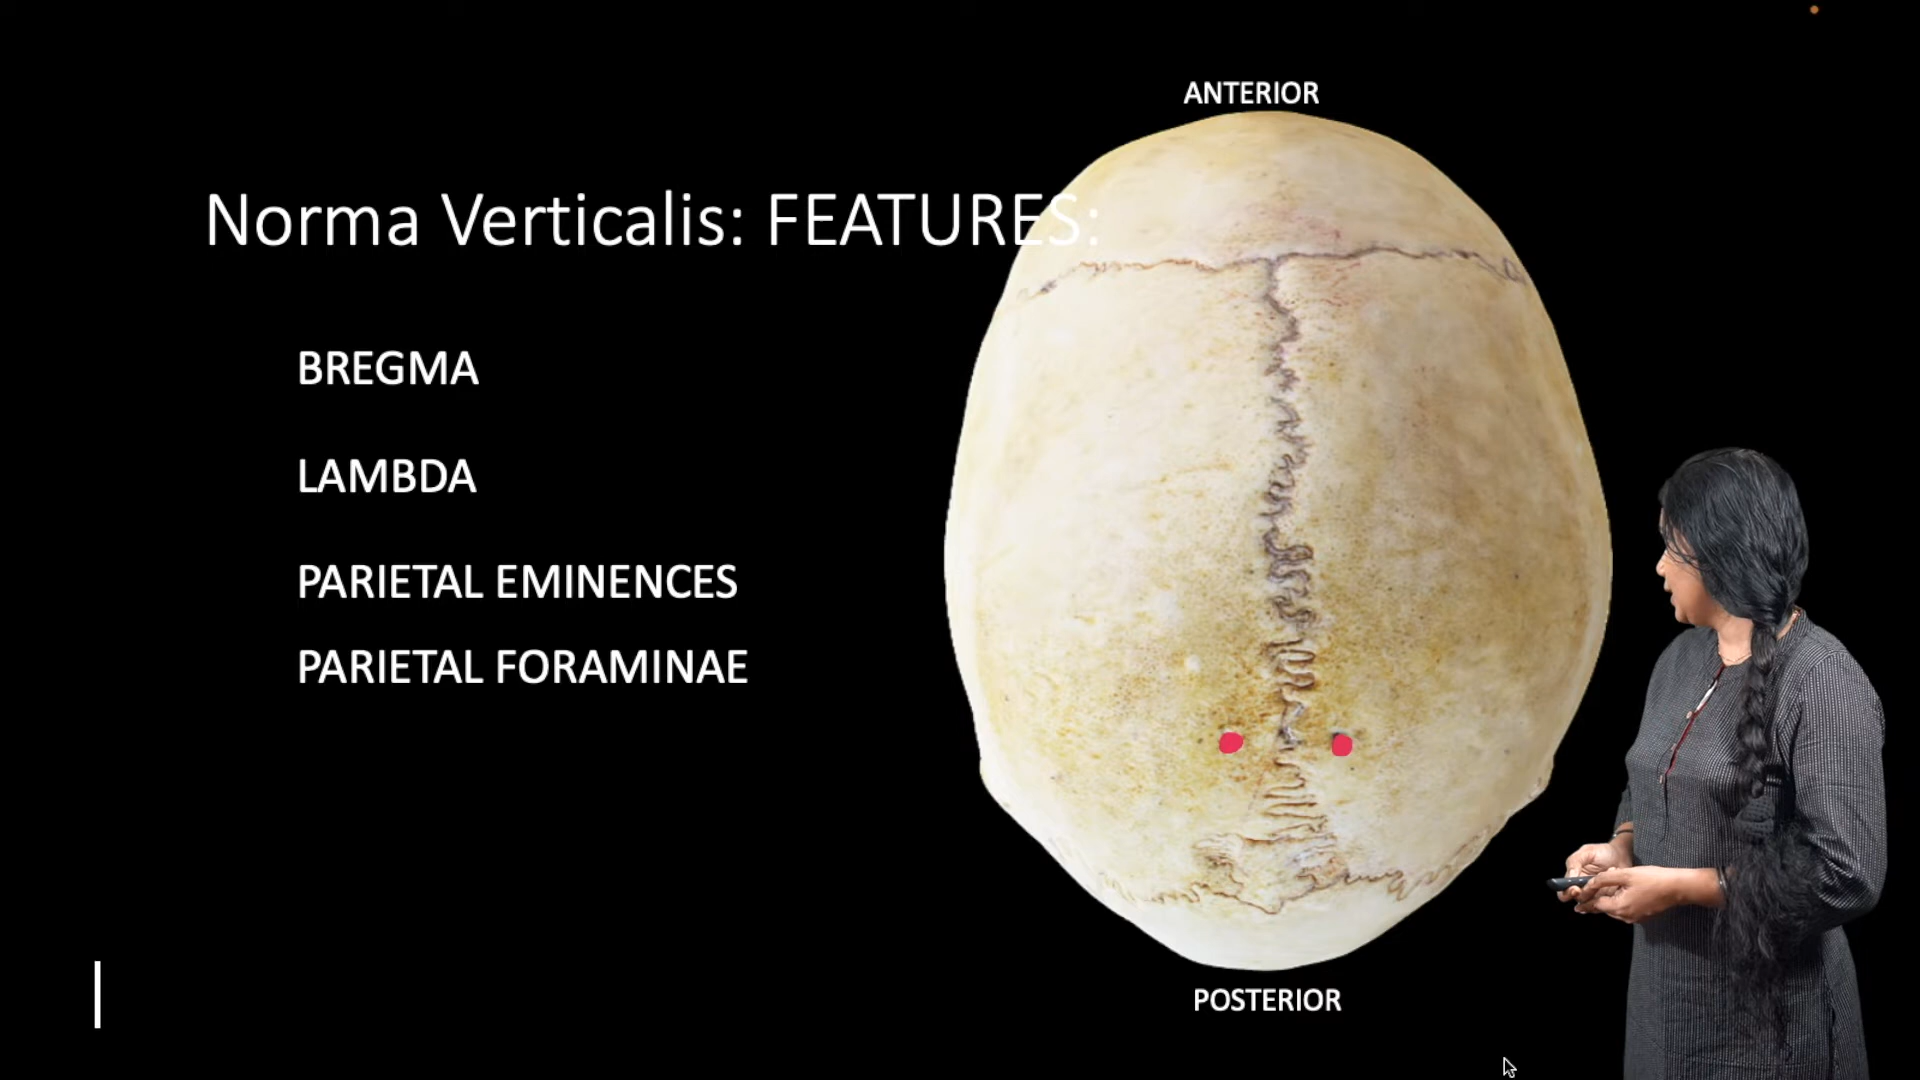 ANTERIOR
Norma Verticalis: FEATURES:
BREGMA
LAMBDA
PARIETAL EMINENCES
PARIETAL FORAMINAE
POSTERIOR